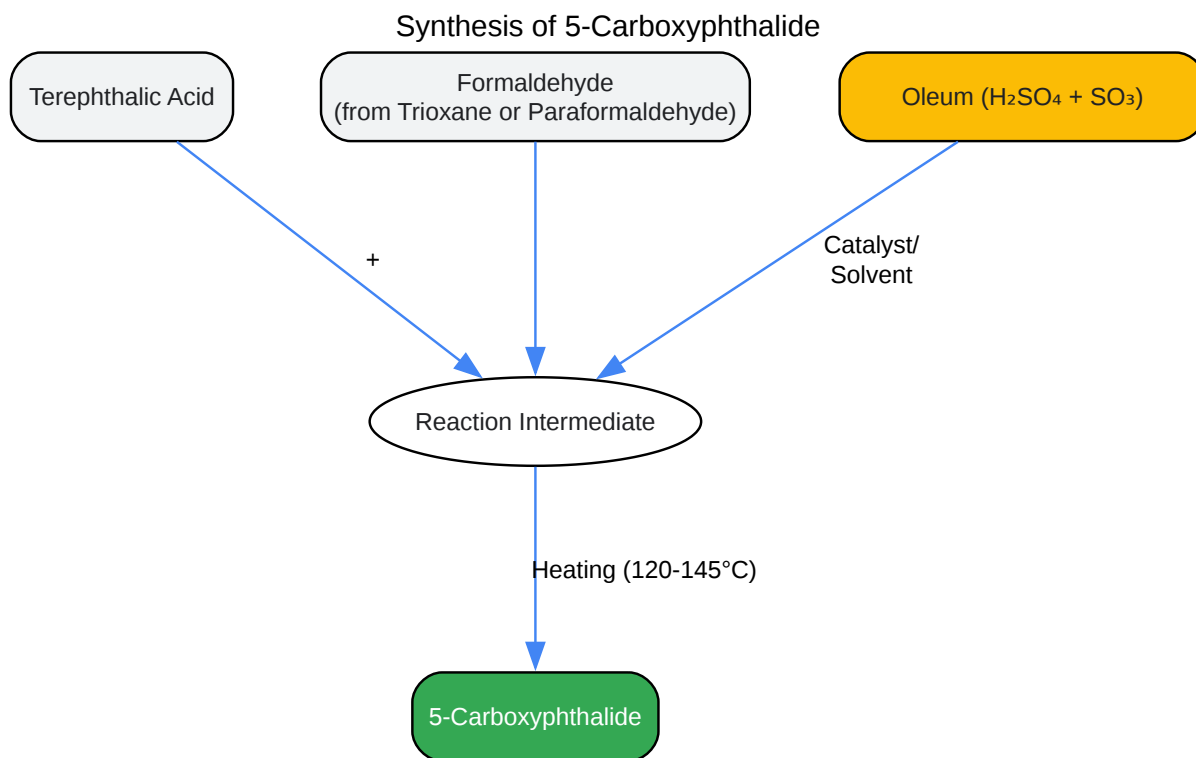 Synthesis of 5-Carboxyphthalide
Terephthalic Acid
Formaldehyde
(from Trioxane or Paraformaldehyde)
Oleum (H₂SO₄ + SO₃)
+
Catalyst/
Solvent
Reaction Intermediate
Heating (120-145°C)
5-Carboxyphthalide